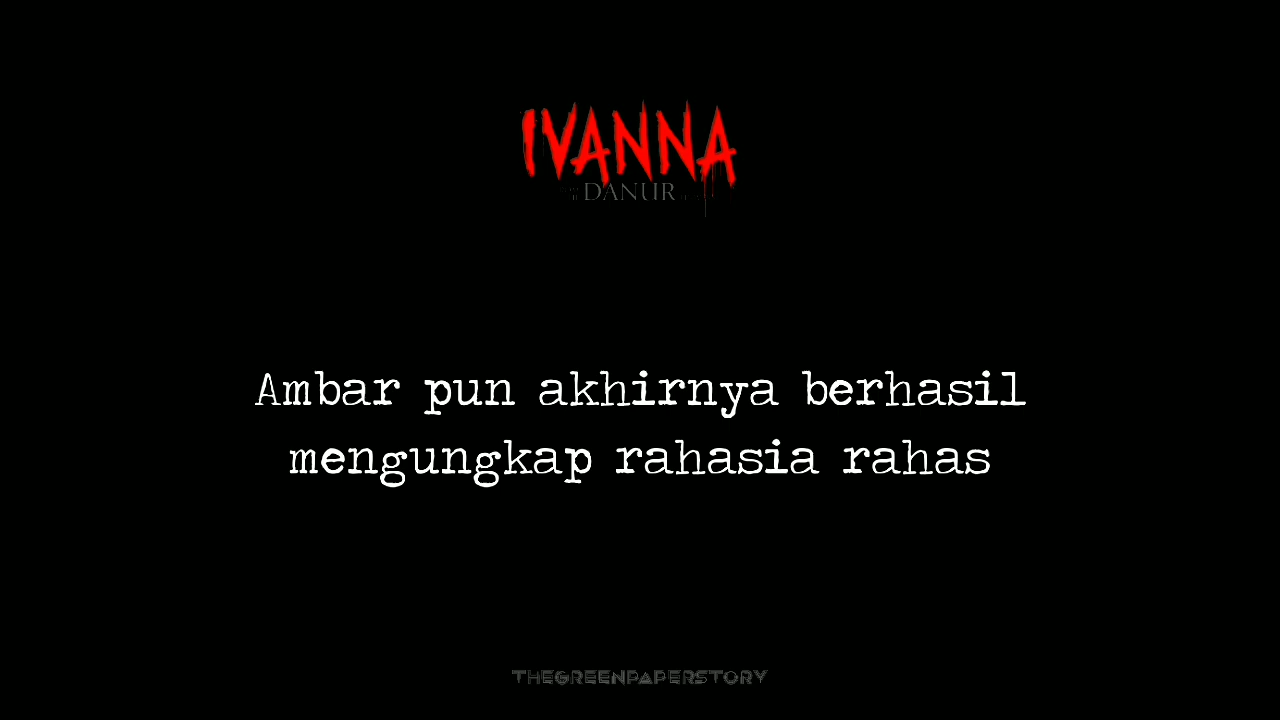 IVANNA
DANUR
Ambar pun akhirnya berhasil
mengungkap rahasia rahas
THEGREENPAPERSTORY